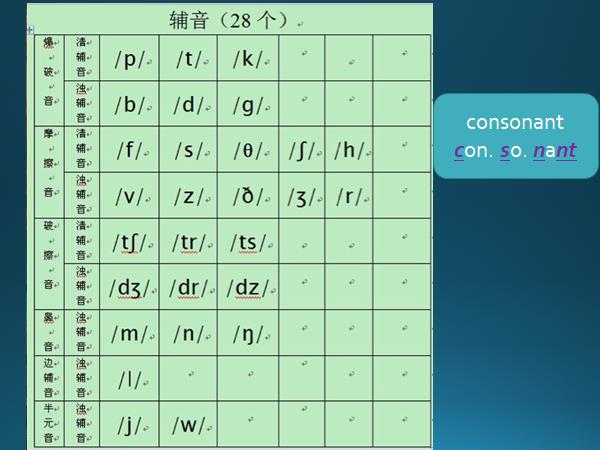 辅音（28 个）
爆破音 清辅音 /p/ /t/ /k/
浊辅音 /b/ /d/ /g/
摩擦音 清辅音 /f/ /s/ /θ/ /ʃ/ /h/
浊辅音 /v/ /z/ /ð/ /ʒ/ /r/
破擦音 清辅音 /tʃ/ /tr/ /ts/
浊辅音 /dʒ/ /dr/ /dz/
鼻音 浊辅音 /m/ /n/ /ŋ/
边辅音 浊辅音 /l/
半元音 浊辅音 /j/ /w/
consonant
con. so. nant